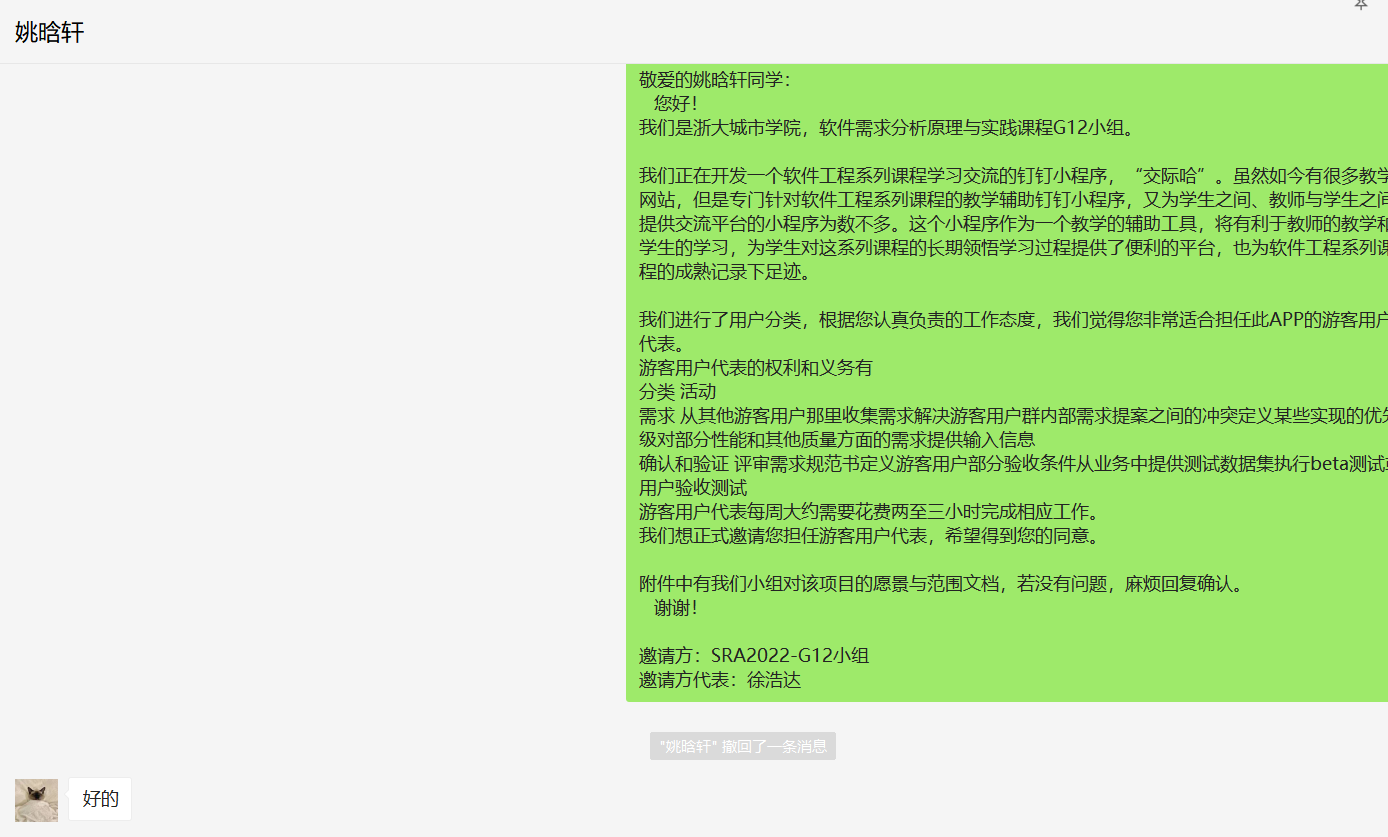 姚晗轩
敬爱的姚晗轩同学：
您好！
我们是浙大城市学院，软件需求分析原理与实践课程G12小组。
我们正在开发一个软件工程系列课程学习交流的钉钉小程序，“交际哈”。虽然如今有很多教学
网站，但是专门针对软件工程系列课程的教学辅助钉钉小程序，又为学生之间、教师与学生之间
提供交流平台的小程序为数不多。这个小程序作为一个教学的辅助工具，将有利于教师的教学和
学生的学习，为学生对这系列课程的长期领悟学习过程提供了便利的平台，也为软件工程系列课
程的成熟记录下足迹。
我们进行了用户分类，根据您认真负责的工作态度，我们觉得您非常适合担任此APP的游客用户
代表。
游客用户代表的权利和义务有
分类 活动
需求 从其他游客用户那里收集需求解决游客用户群内部需求提案之间的冲突定义某些实现的优先
级对部分性能和其他质量方面的需求提供输入信息
确认和验证 评审需求规范书定义游客用户部分验收条件从业务中提供测试数据集执行beta测试
用户验收测试
游客用户代表每周大约需要花费两至三小时完成相应工作。
我们想正式邀请您担任游客用户代表，希望得到您的同意。
附件中有我们小组对该项目的愿景与范围文档，若没有问题，麻烦回复确认。
谢谢！
邀请方：SRA2022-G12小组
邀请方代表：徐浩达
"姚晗轩" 撤回了一条消息
好的